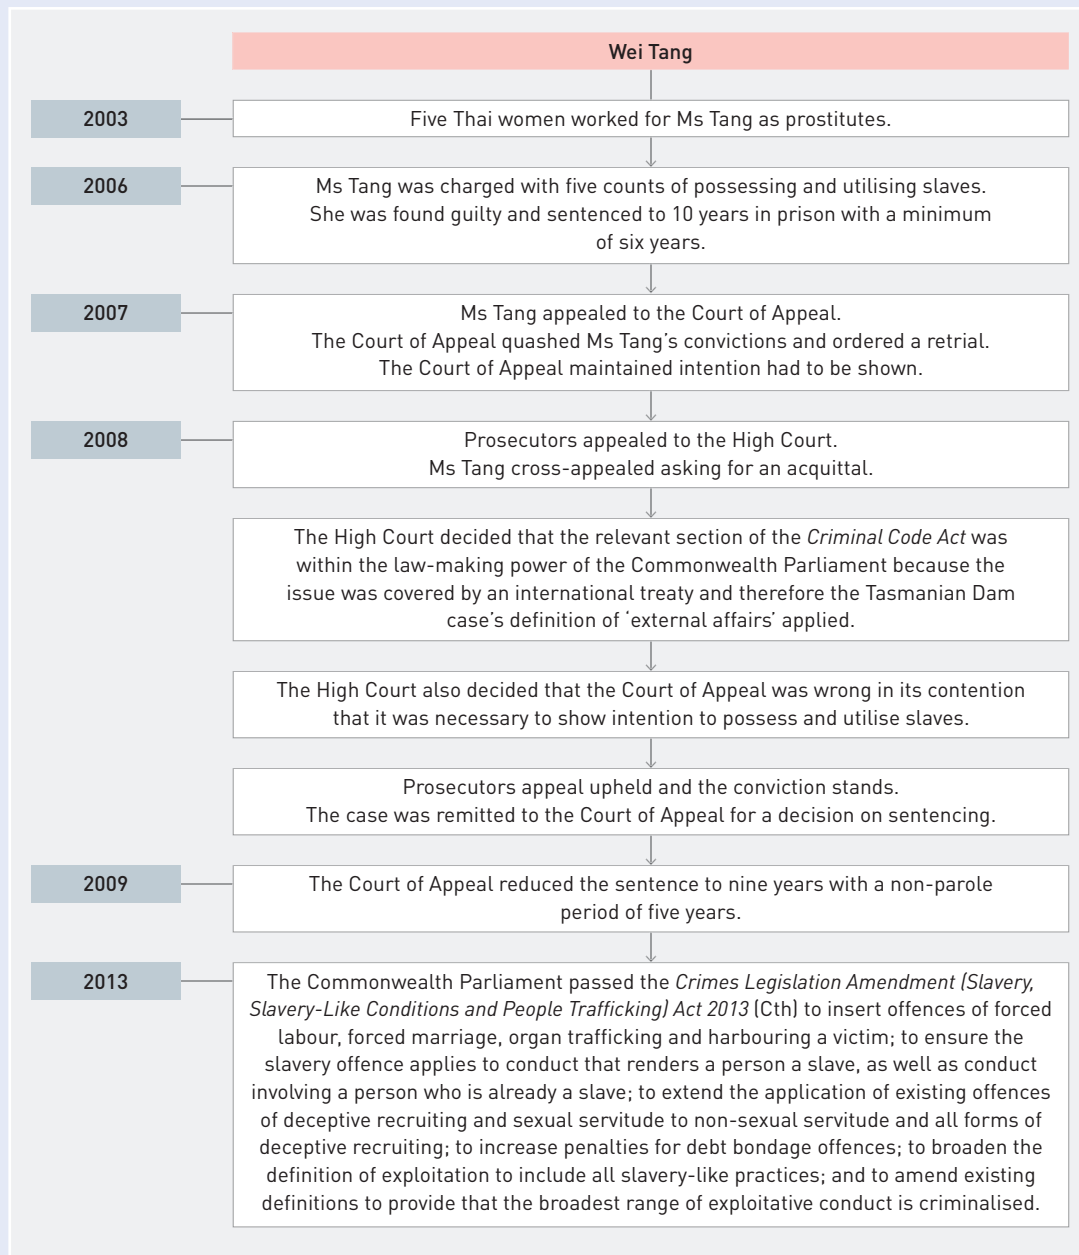 Wei Tang
2003
Five Thai women worked for Ms Tang as prostitutes.
2006
Ms Tang was charged with five counts of possessing and utilising slaves.
She was found guilty and sentenced to 10 years in prison with a minimum
of six years.
2007
Ms Tang appealed to the Court of Appeal.
The Court of Appeal quashed Ms Tang’s convictions and ordered a retrial.
The Court of Appeal maintained intention had to be shown.
2008
Prosecutors appealed to the High Court.
Ms Tang cross-appealed asking for an acquittal.
The High Court decided that the relevant section of the Criminal Code Act was
within the law-making power of the Commonwealth Parliament because the
issue was covered by an international treaty and therefore the Tasmanian Dam
case’s definition of ‘external affairs’ applied.
The High Court also decided that the Court of Appeal was wrong in its contention
that it was necessary to show intention to possess and utilise slaves.
Prosecutors appeal upheld and the conviction stands.
The case was remitted to the Court of Appeal for a decision on sentencing.
2009
The Court of Appeal reduced the sentence to nine years with a non-parole
period of five years.
2013
The Commonwealth Parliament passed the Crimes Legislation Amendment (Slavery,
Slavery-Like Conditions and People Trafficking) Act 2013 (Cth) to insert offences of forced
labour, forced marriage, organ trafficking and harbouring a victim; to ensure the
slavery offence applies to conduct that renders a person a slave, as well as conduct
involving a person who is already a slave; to extend the application of existing offences
of deceptive recruiting and sexual servitude to non-sexual servitude and all forms of
deceptive recruiting; to increase penalties for debt bondage offences; to broaden the
definition of exploitation to include all slavery-like practices; and to amend existing
definitions to provide that the broadest range of exploitative conduct is criminalised.